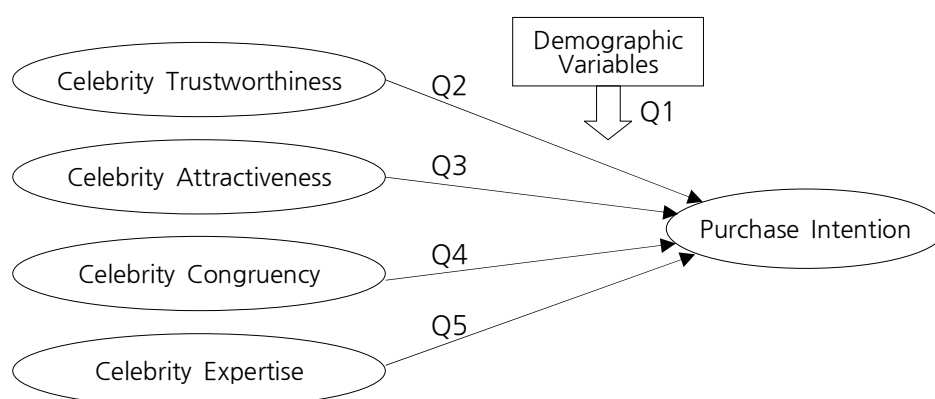 Demographic
Variables
Celebrity Trustworthiness
Q2
Q1
Celebrity Attractiveness
Q3
Purchase Intention
Celebrity Congruency
Q4
Q5
Celebrity Expertise